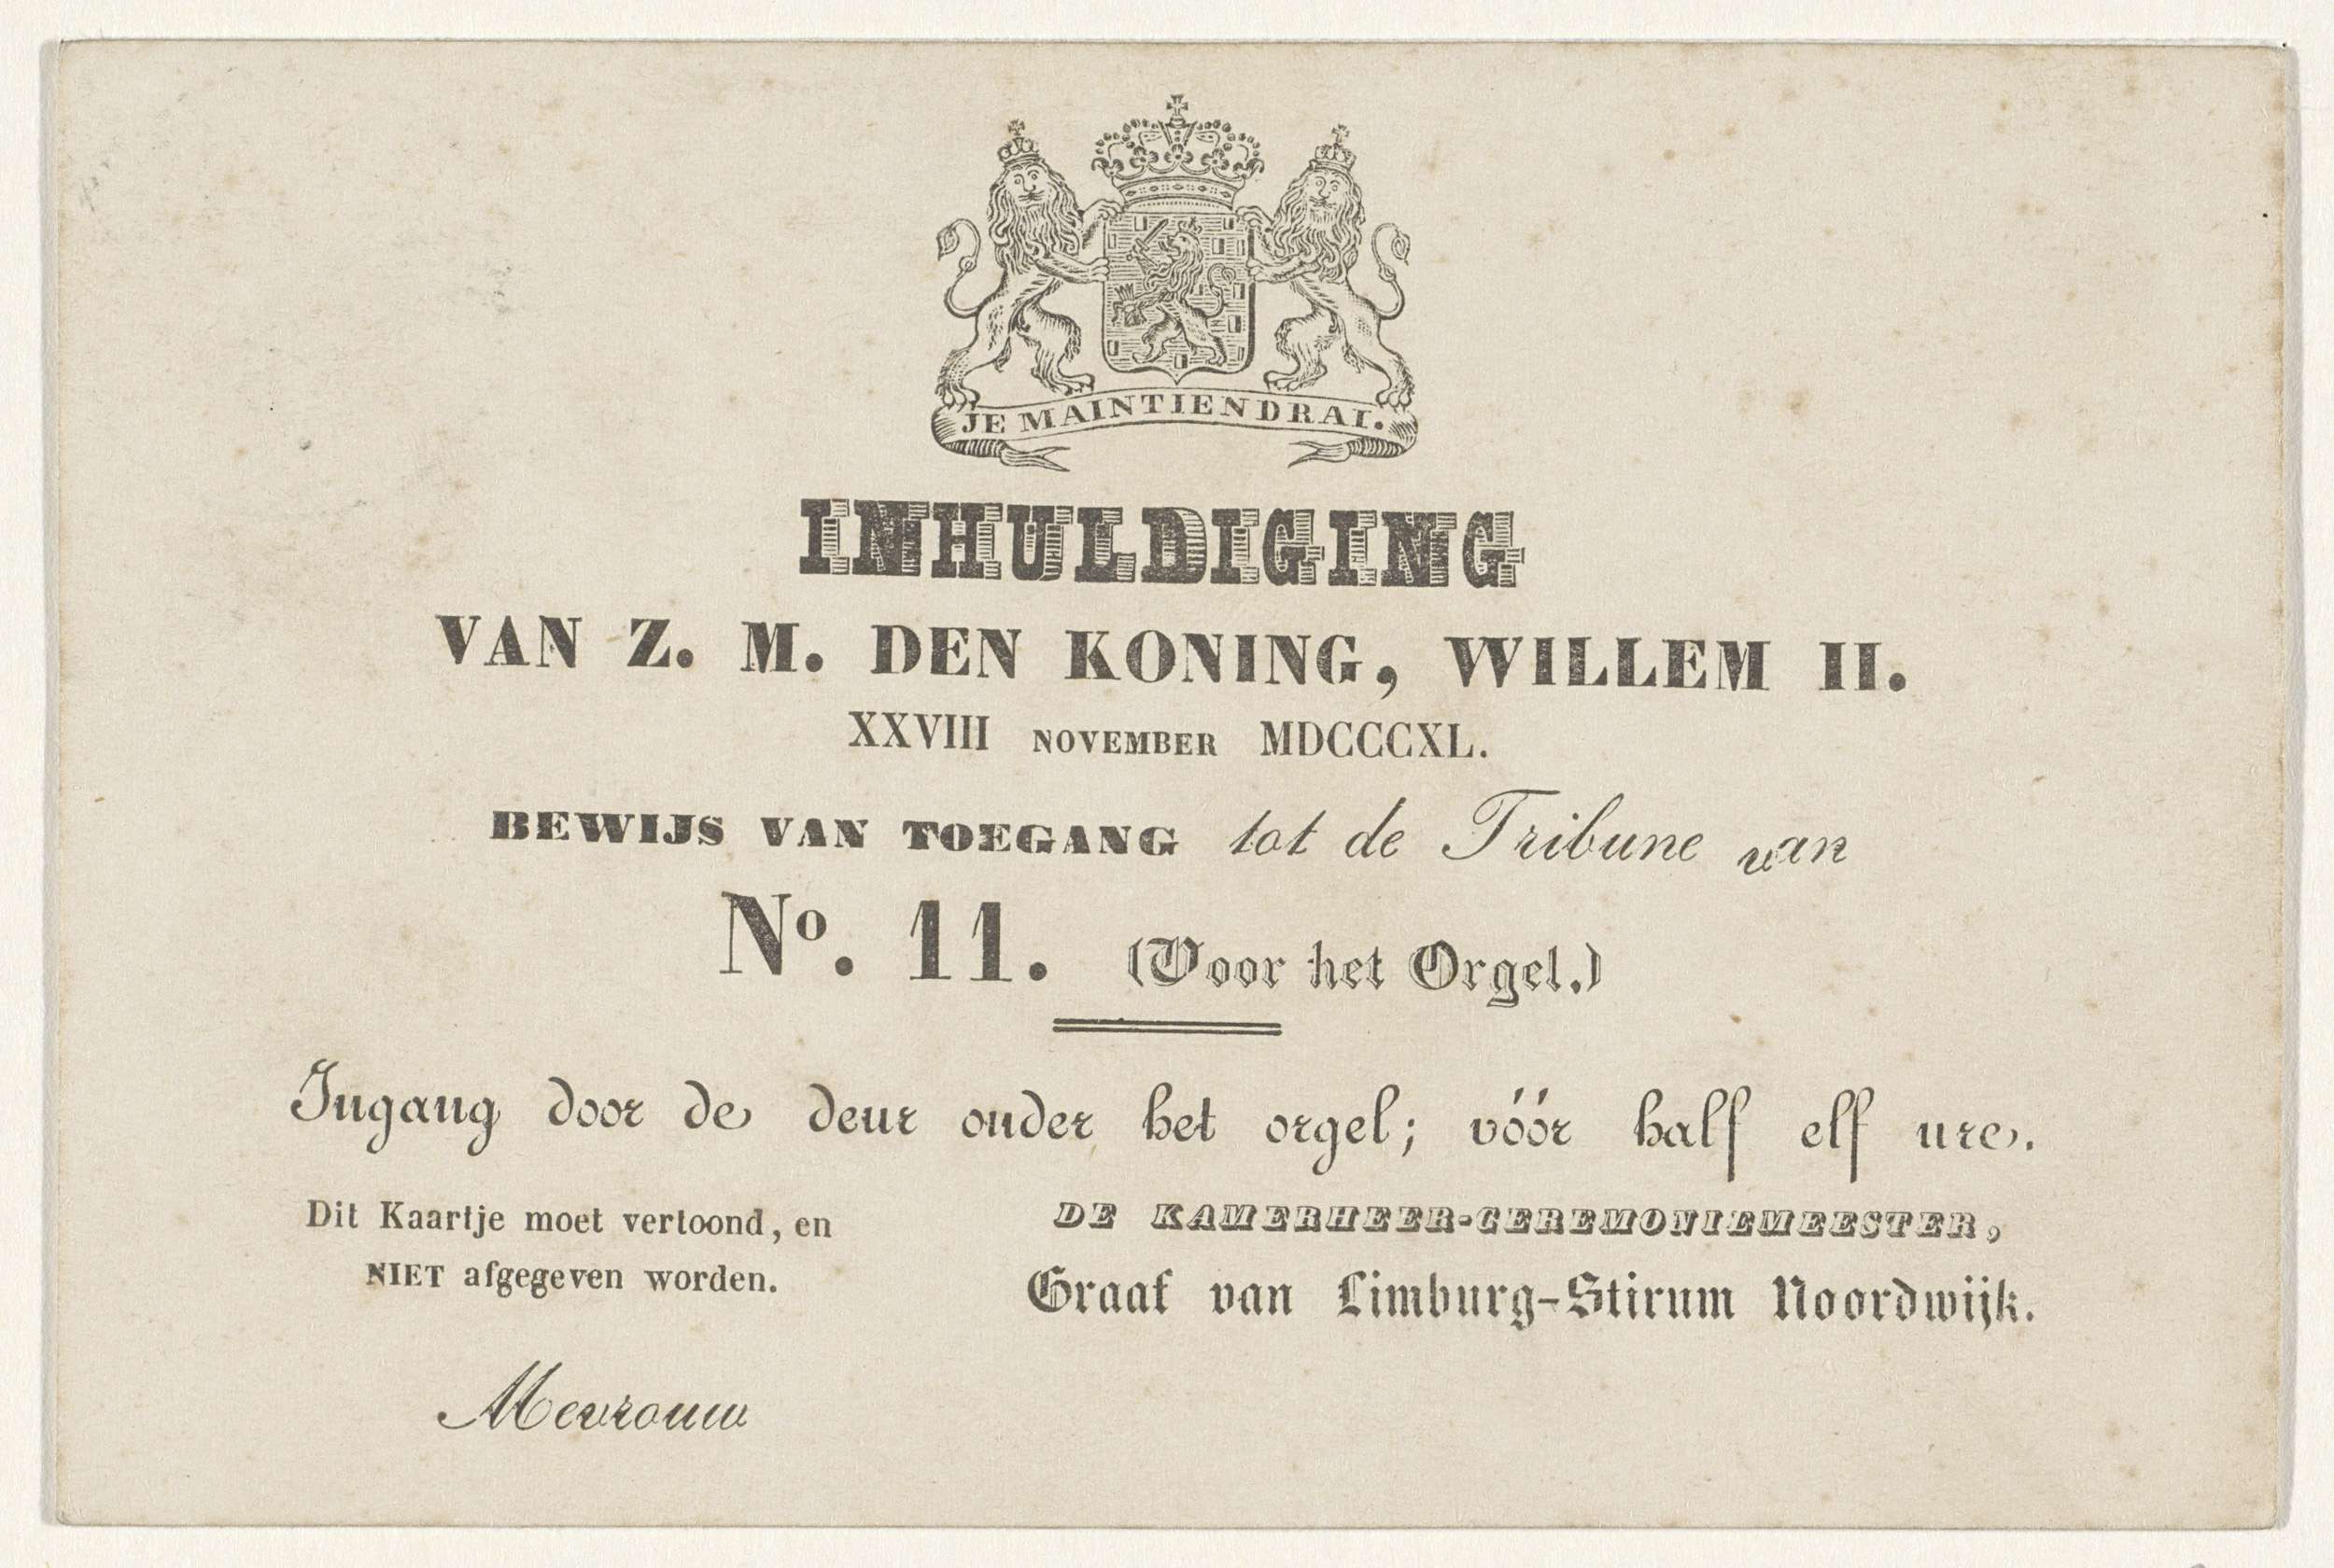 JE MAINTIENDRAI.
INHULDIGING
VAN Z. M. DEN KONING, WILLEM II.
XXVIII NOVEMBER MDCCCXL.
BEWIJS VAN TOEGANG tot de Tribune van
No. 11. (Voor het Orgel.)
Ingang door de deur onder het orgel; vóór half elf ure.
Dit Kaartje moet vertoond, en
NIET afgegeven worden.
DE KAMERHEER-CEREMONIEMEESTER,
Graaf van Limburg-Stirum Noordwijk.
Mevrouw